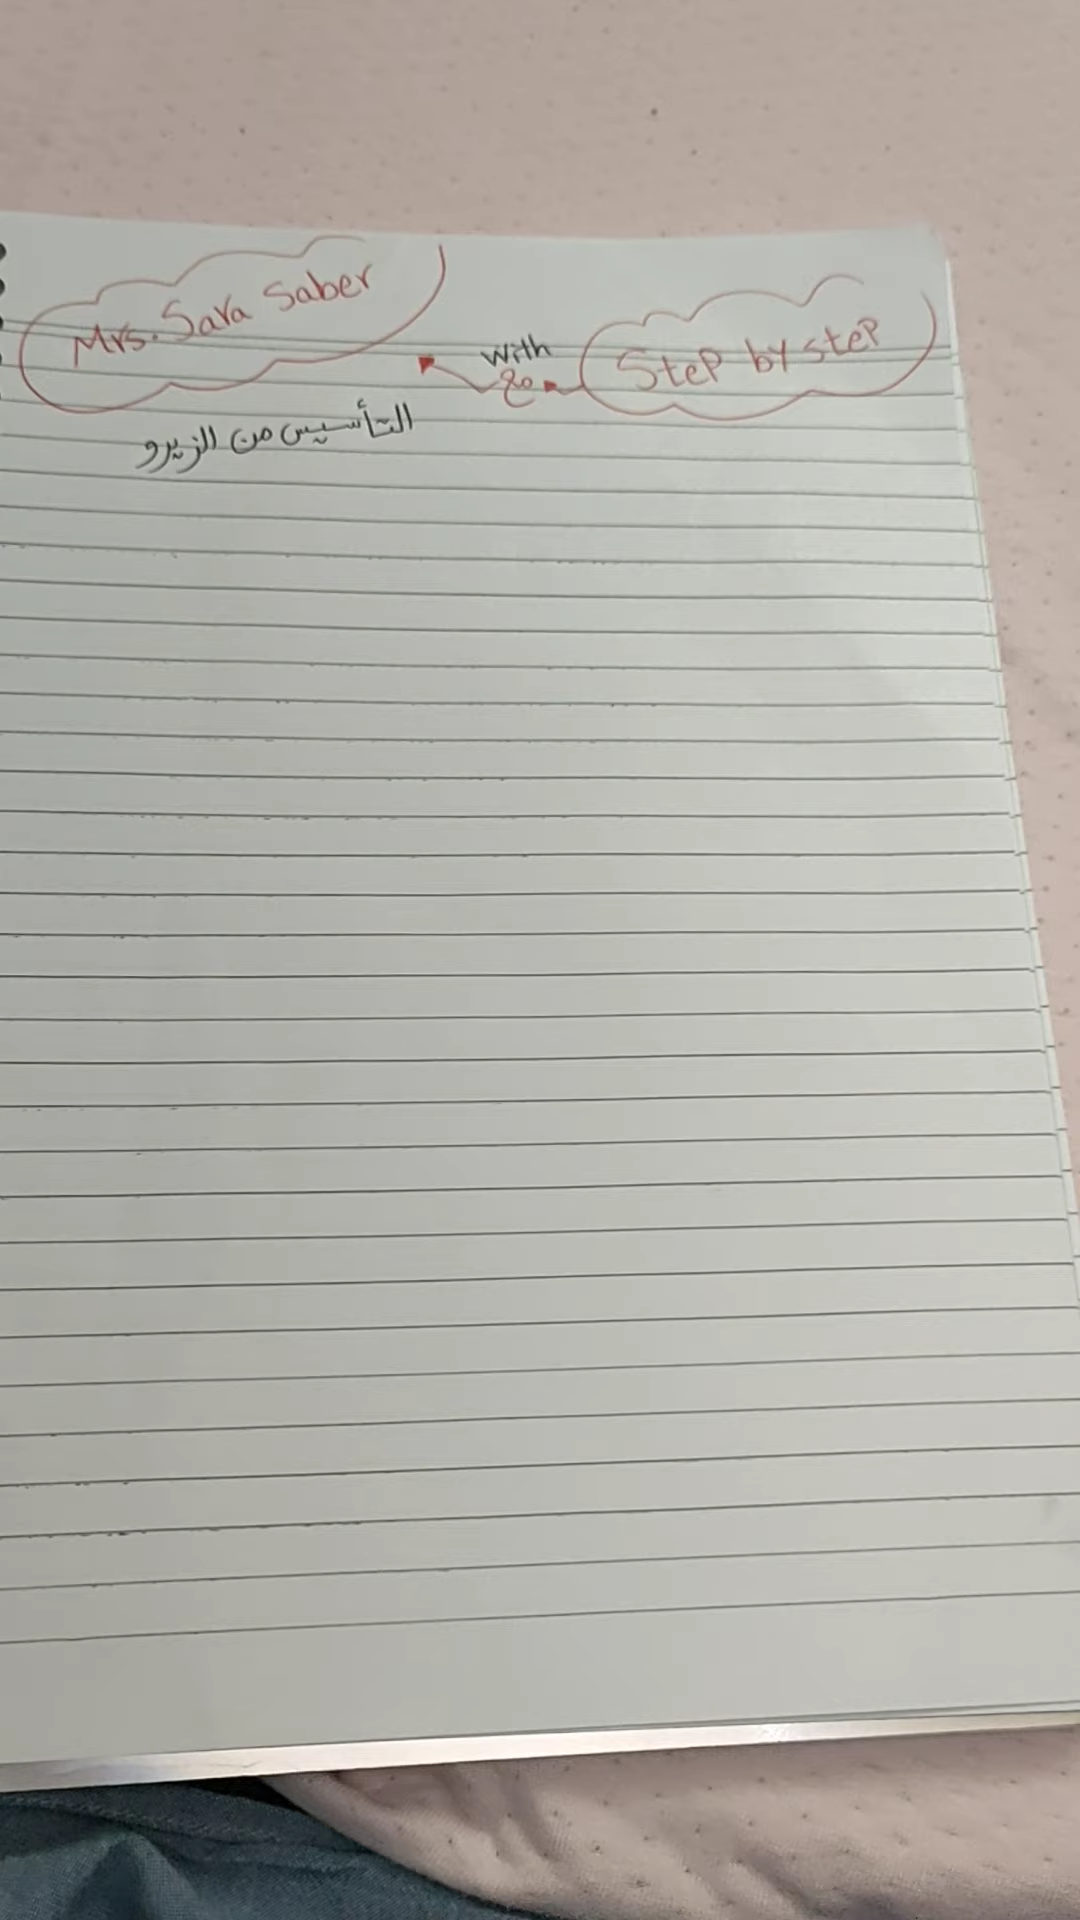 Mrs. Sara Saber
with
مع
Step by step
التأسيس من الزيرو